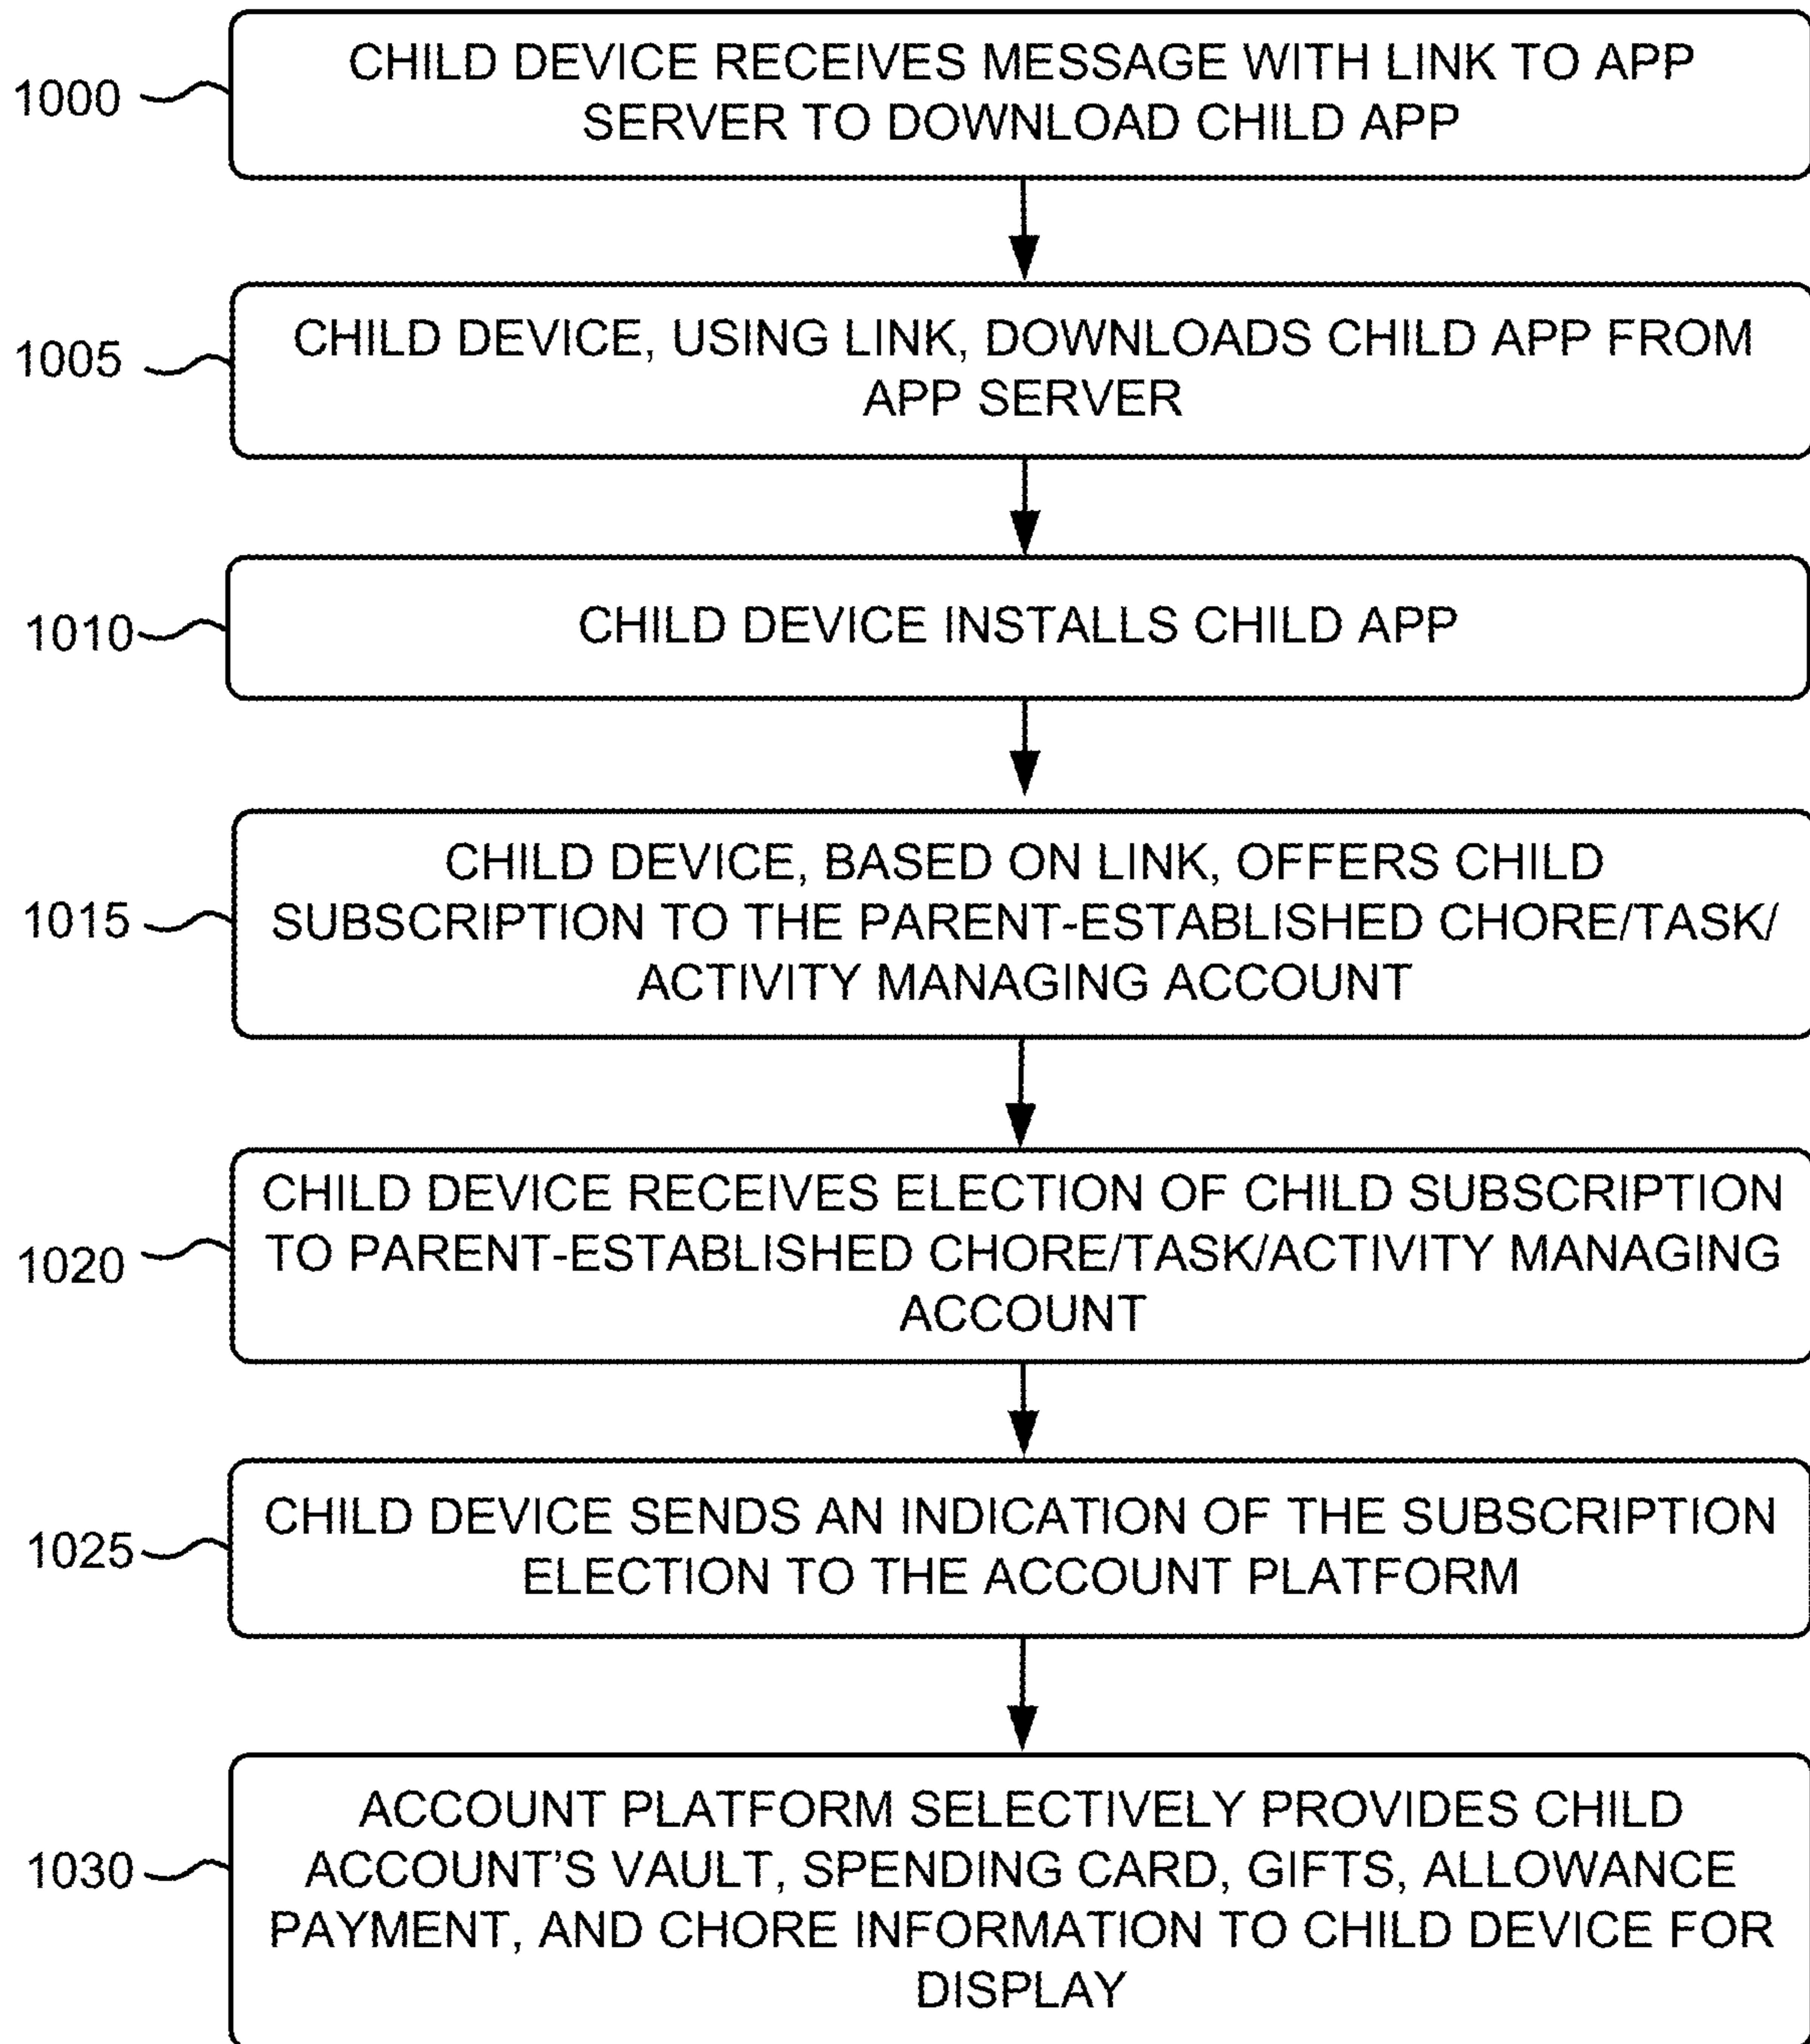 1000
CHILD DEVICE RECEIVES MESSAGE WITH LINK TO APP
SERVER TO DOWNLOAD CHILD APP
1005
CHILD DEVICE, USING LINK, DOWNLOADS CHILD APP FROM
APP SERVER
1010
CHILD DEVICE INSTALLS CHILD APP
1015
CHILD DEVICE, BASED ON LINK, OFFERS CHILD
SUBSCRIPTION TO THE PARENT-ESTABLISHED CHORE/TASK/
ACTIVITY MANAGING ACCOUNT
1020
CHILD DEVICE RECEIVES ELECTION OF CHILD SUBSCRIPTION
TO PARENT-ESTABLISHED CHORE/TASK/ACTIVITY MANAGING
ACCOUNT
1025
CHILD DEVICE SENDS AN INDICATION OF THE SUBSCRIPTION
ELECTION TO THE ACCOUNT PLATFORM
1030
ACCOUNT PLATFORM SELECTIVELY PROVIDES CHILD
ACCOUNT'S VAULT, SPENDING CARD, GIFTS, ALLOWANCE
PAYMENT, AND CHORE INFORMATION TO CHILD DEVICE FOR
DISPLAY